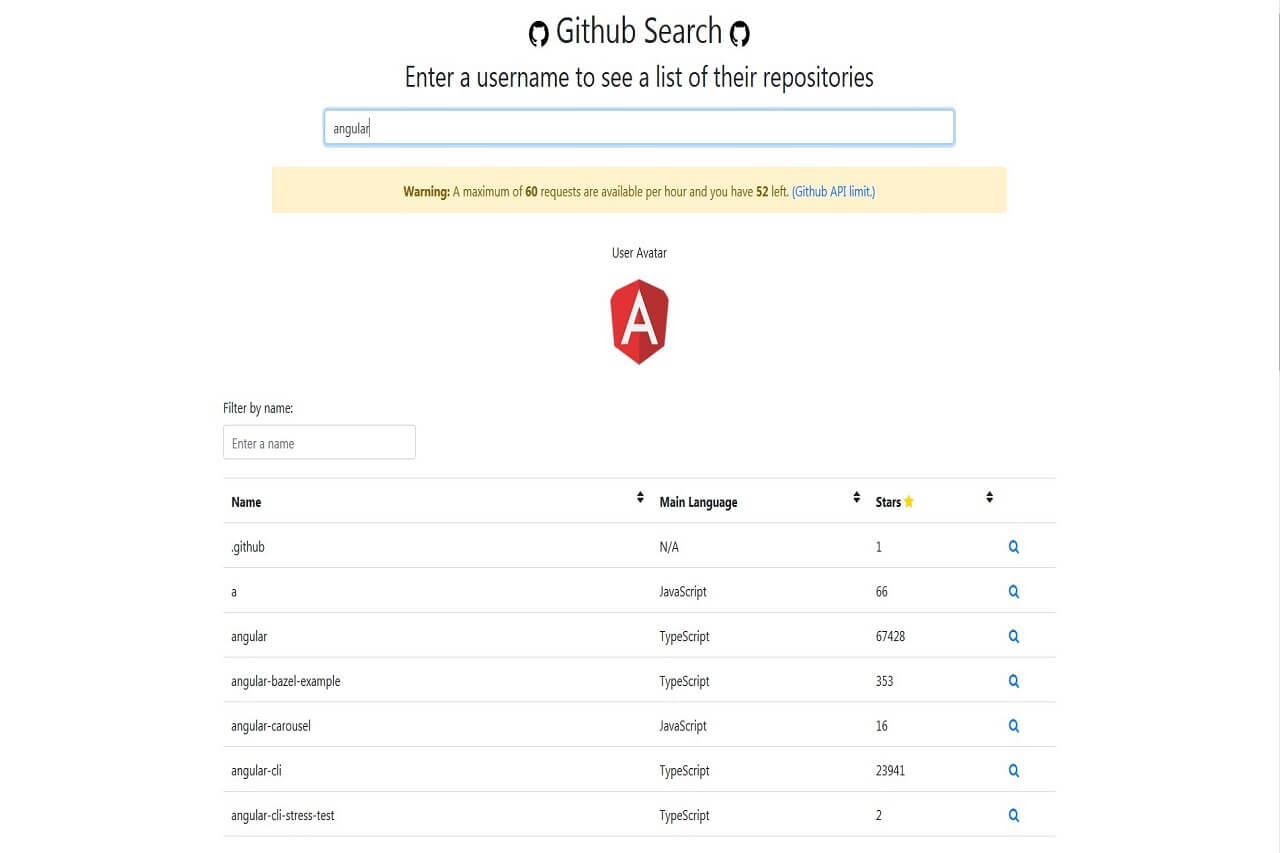 Github Search
Enter a username to see a list of their repositories
angular
Warning: A maximum of 60 requests are available per hour and you have 52 left. (Github API limit.)
User Avatar
A
Filter by name:
Enter a name
Name Main Language Stars
.github N/A 1
a JavaScript 66
angular TypeScript 67428
angular-bazel-example TypeScript 353
angular-carousel JavaScript 16
angular-cli TypeScript 23941
angular-cli-stress-test TypeScript 2